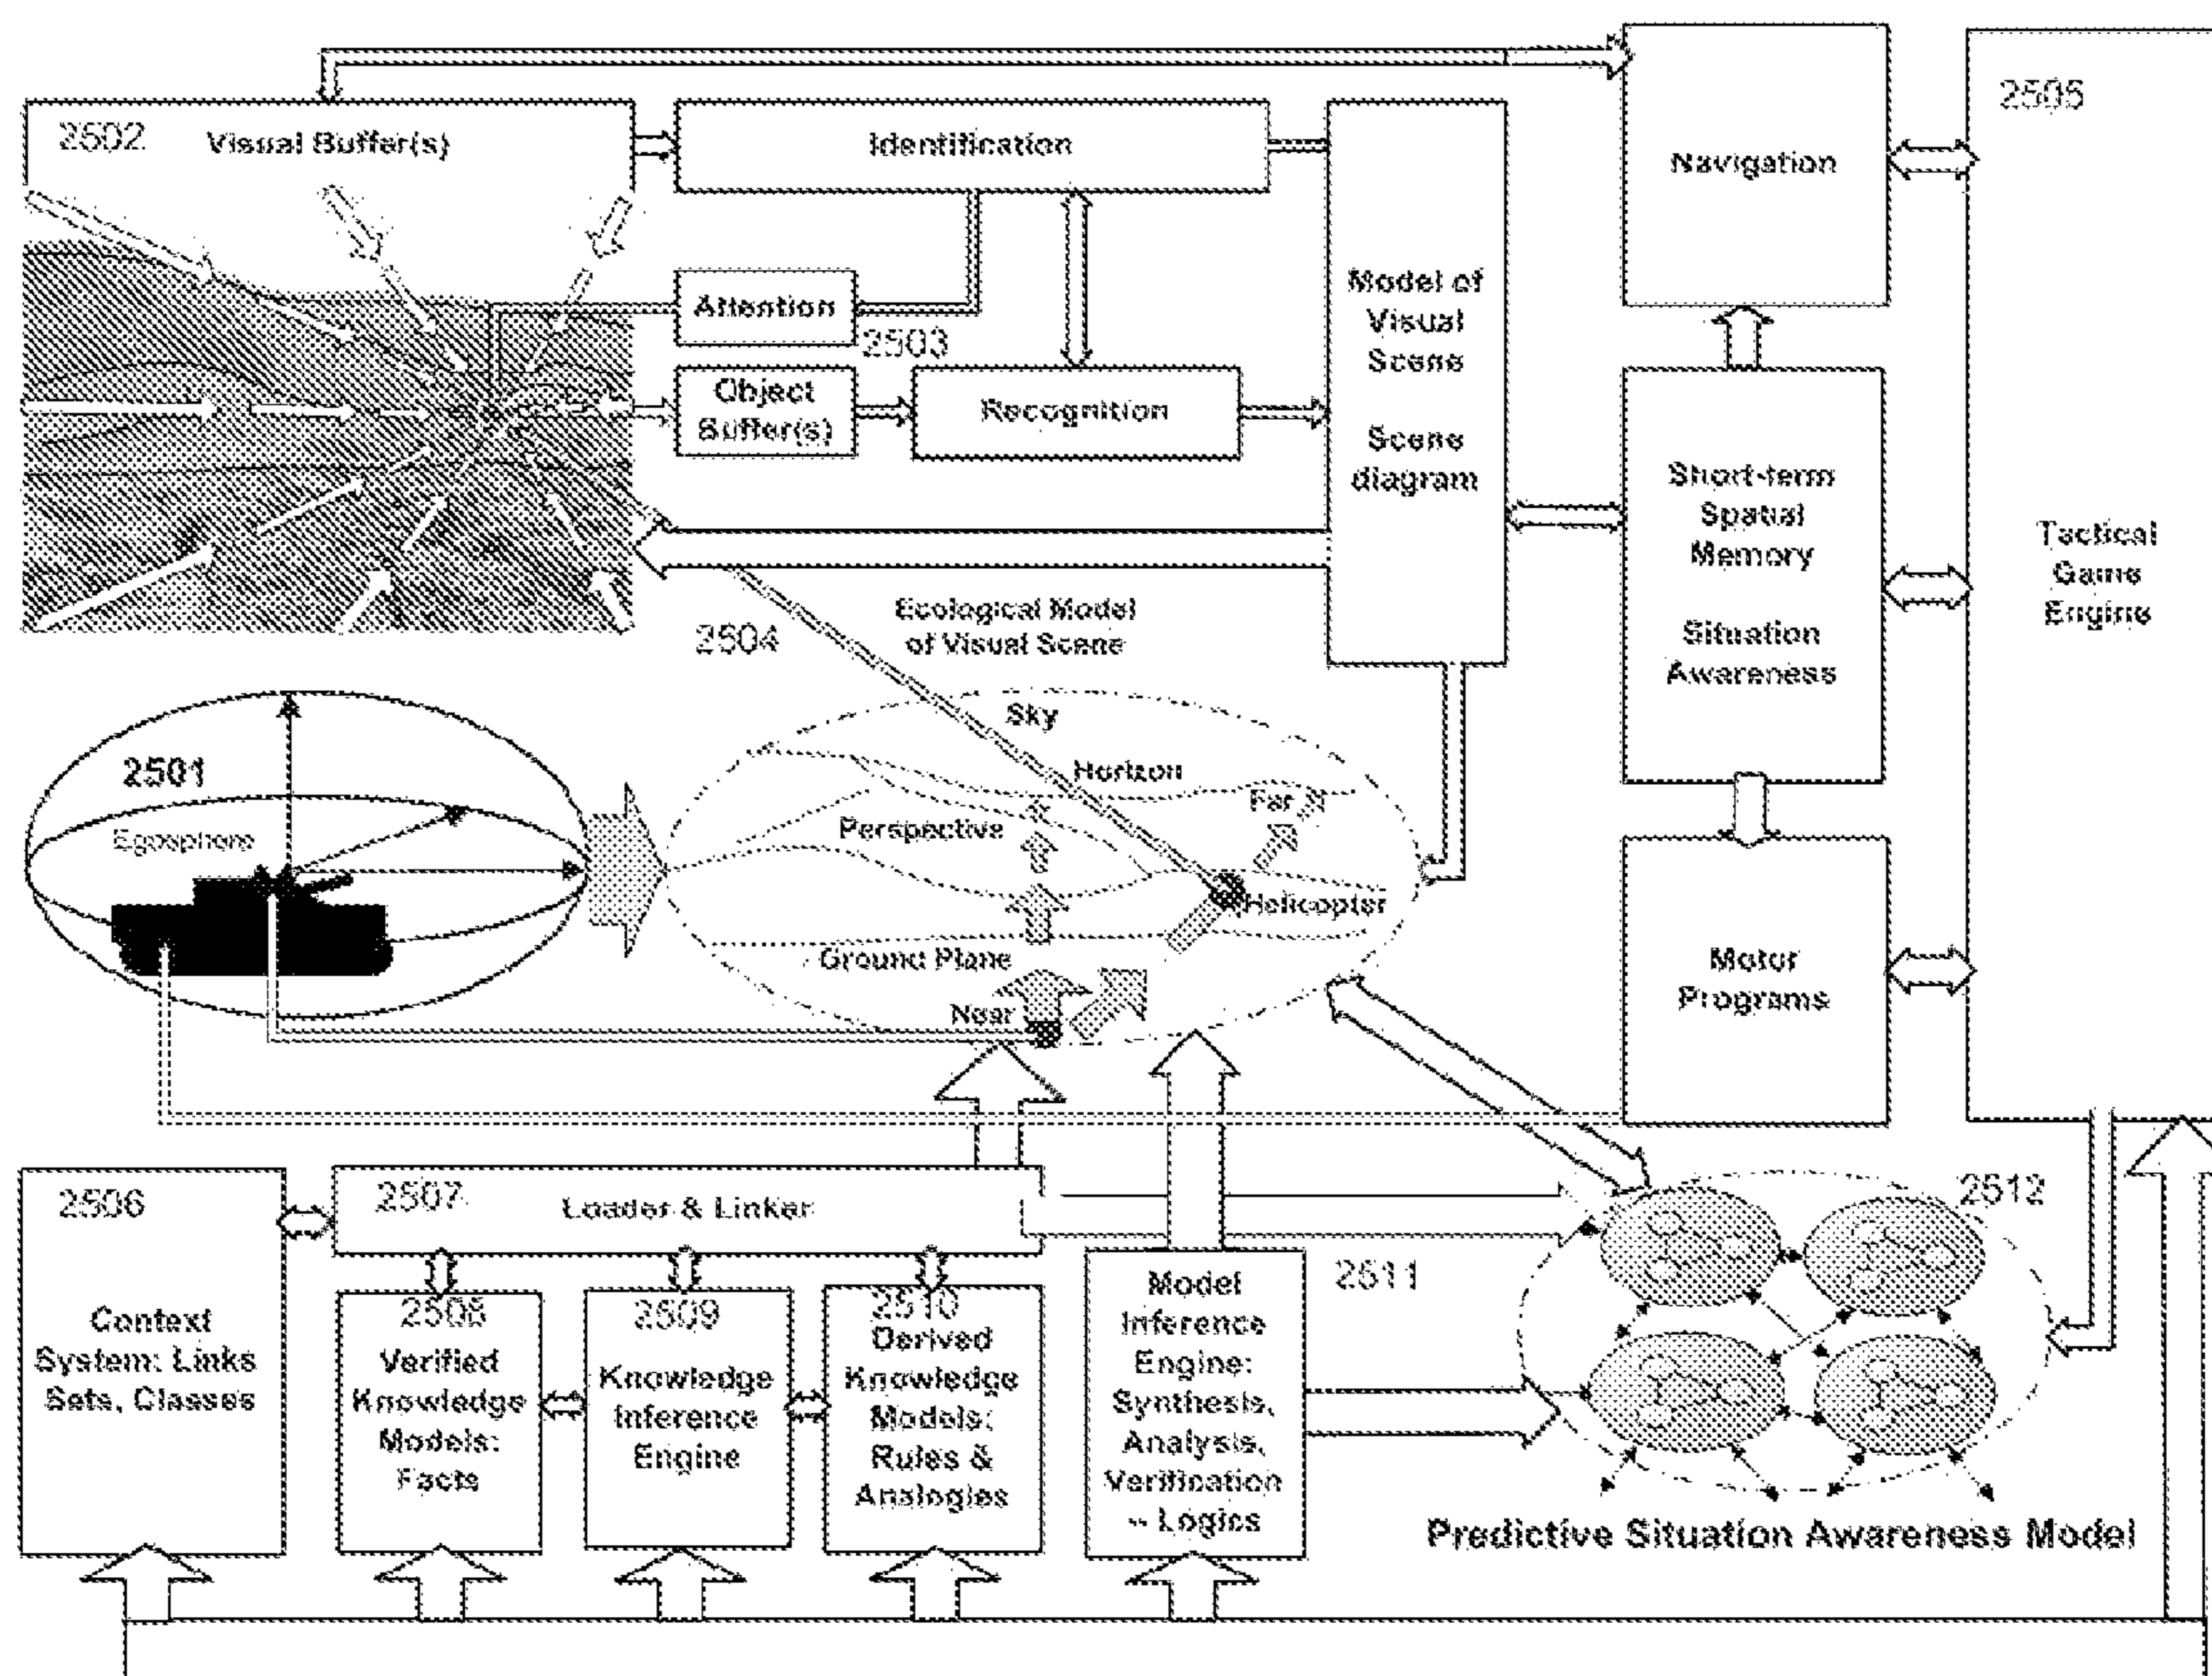 2502
Visual Buffer(s)
Identification
Navigation
2505
Attention
2503
Object
Buffer(s)
Recognition
Model of
Visual
Scene
Scene
diagram
Short-term
Spatial
Memory
Situation
Awareness
Tactical
Game
Engine
2504
Ecological Model
of Visual Scene
2501
Egosphere
Sky
Horizon
Far
Perspective
Helicopter
Ground Plane
Near
Motor
Programs
2506
Context
System: Links
Sets, Classes
2507
Loader & Linker
2508
Verified
Knowledge
Models:
Facts
2509
Knowledge
Inference
Engine
2510
Derived
Knowledge
Models:
Rules &
Analogies
Model
Inference
Engine:
Synthesis,
Analysis,
Verification
-- Logics
2511
2512
Predictive Situation Awareness Model